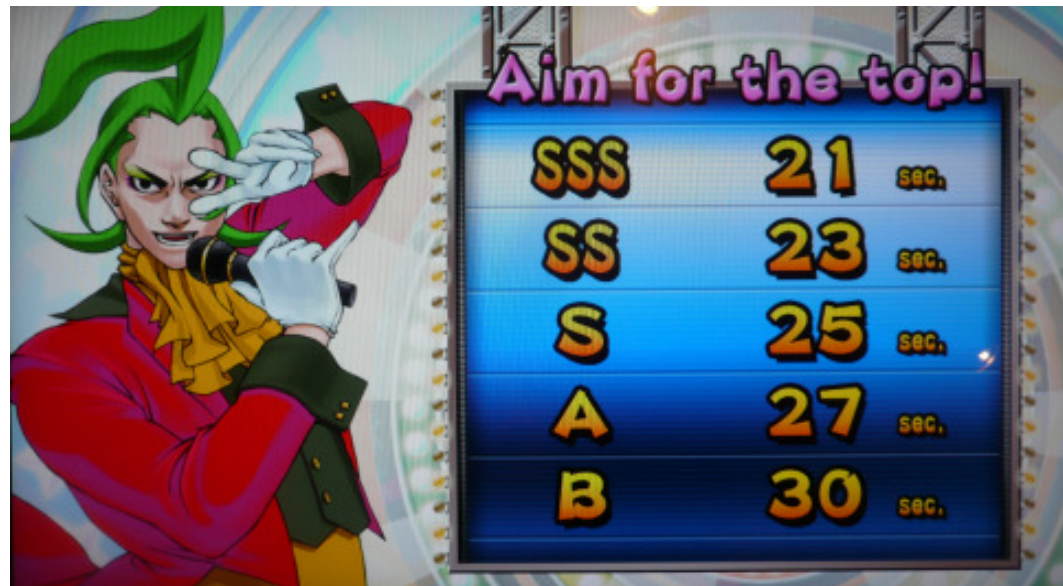 Aim for the top!
SSS 21 sec.
SS 23 sec.
S 25 sec.
A 27 sec.
B 30 sec.